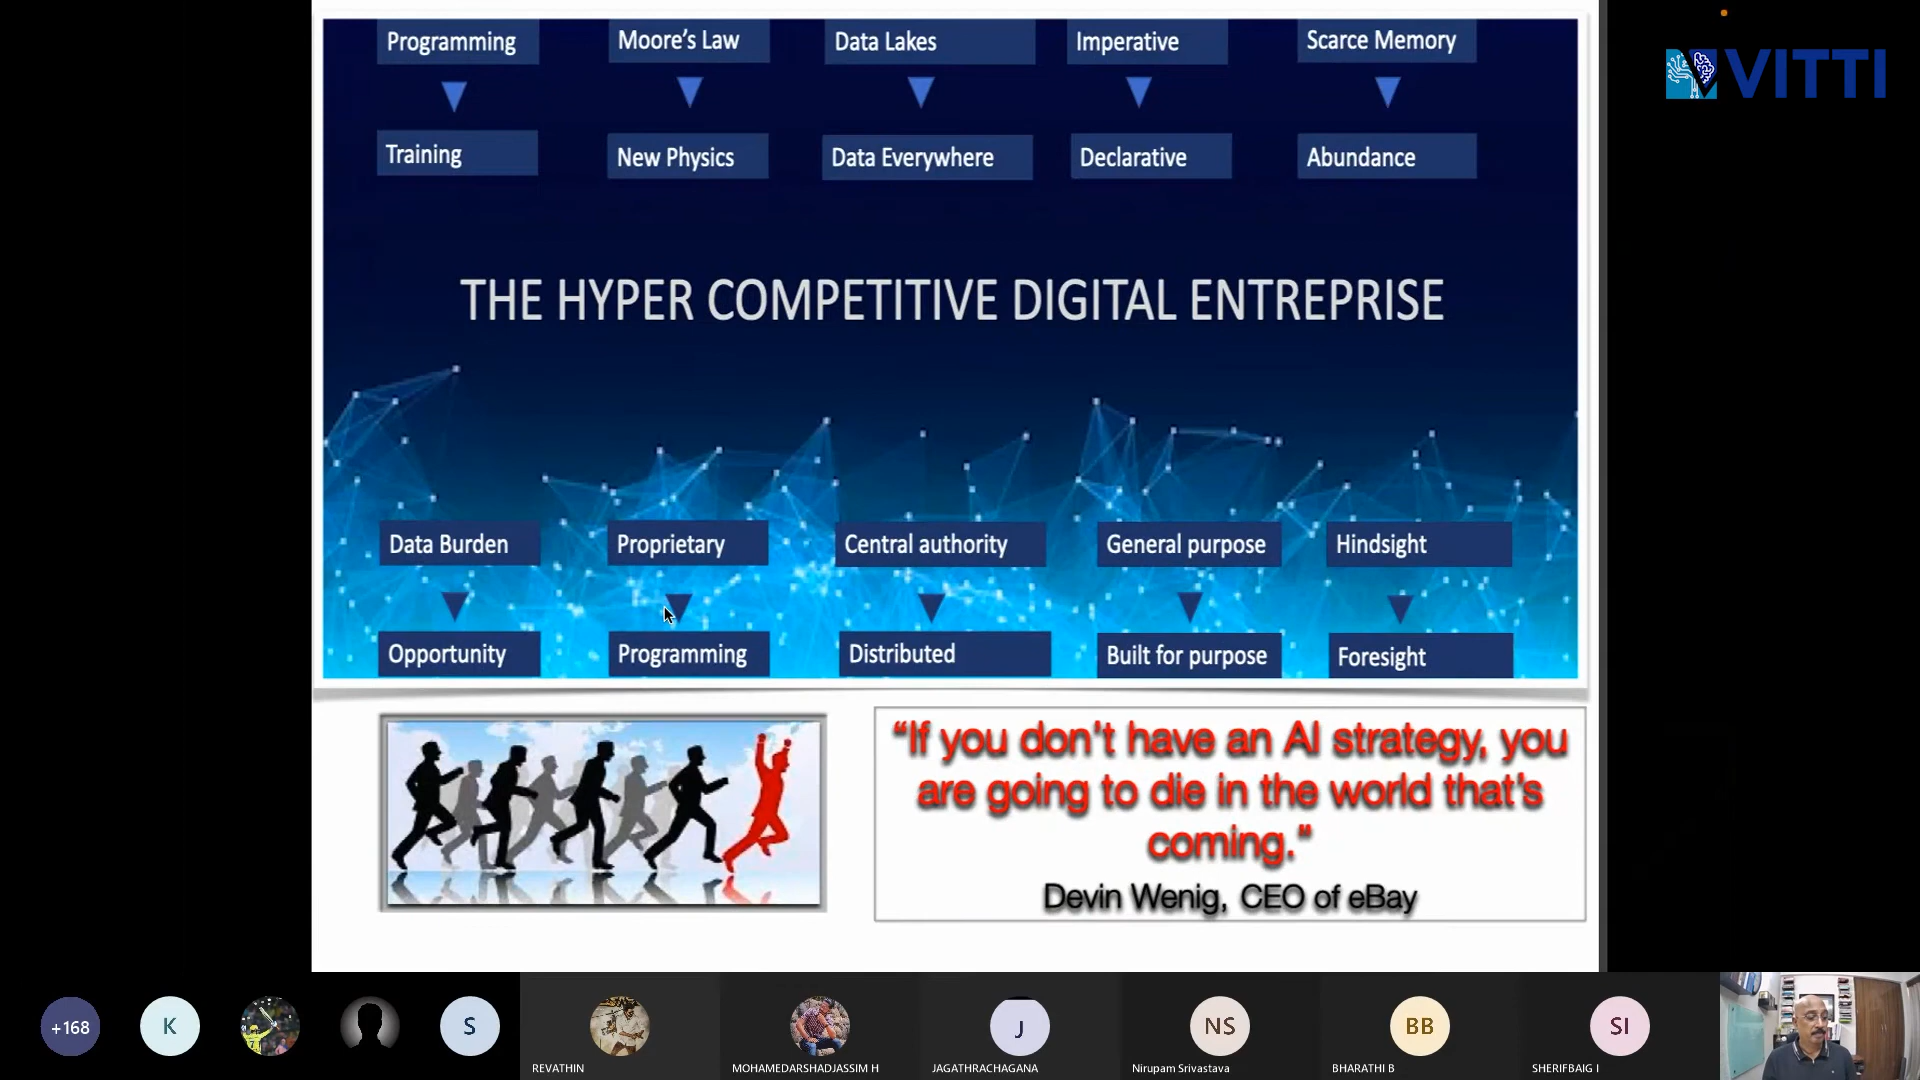 Programming
Moore's Law
Data Lakes
Imperative
Scarce Memory
VITTI
Training
New Physics
Data Everywhere
Declarative
Abundance
THE HYPER COMPETITIVE DIGITAL ENTREPRISE
Data Burden
Proprietary
Central authority
General purpose
Hindsight
Opportunity
Programming
Distributed
Built for purpose
Foresight
“If you don't have an AI strategy, you
are going to die in the world that's
coming.”
Devin Wenig, CEO of eBay
+168
K
S
J
NS
BB
SI
REVATHIN
MOHAMEDARSHADJASSIM H
JAGATHRACHAGANA
Nirupam Srivastava
BHARATHI B
SHERIFBAIG I